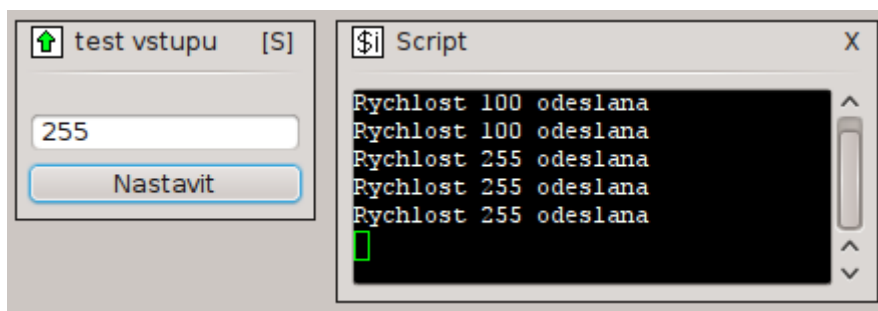 test vstupu [S]
255
Nastavit
$i Script X
Rychlost 100 odeslana
Rychlost 100 odeslana
Rychlost 255 odeslana
Rychlost 255 odeslana
Rychlost 255 odeslana